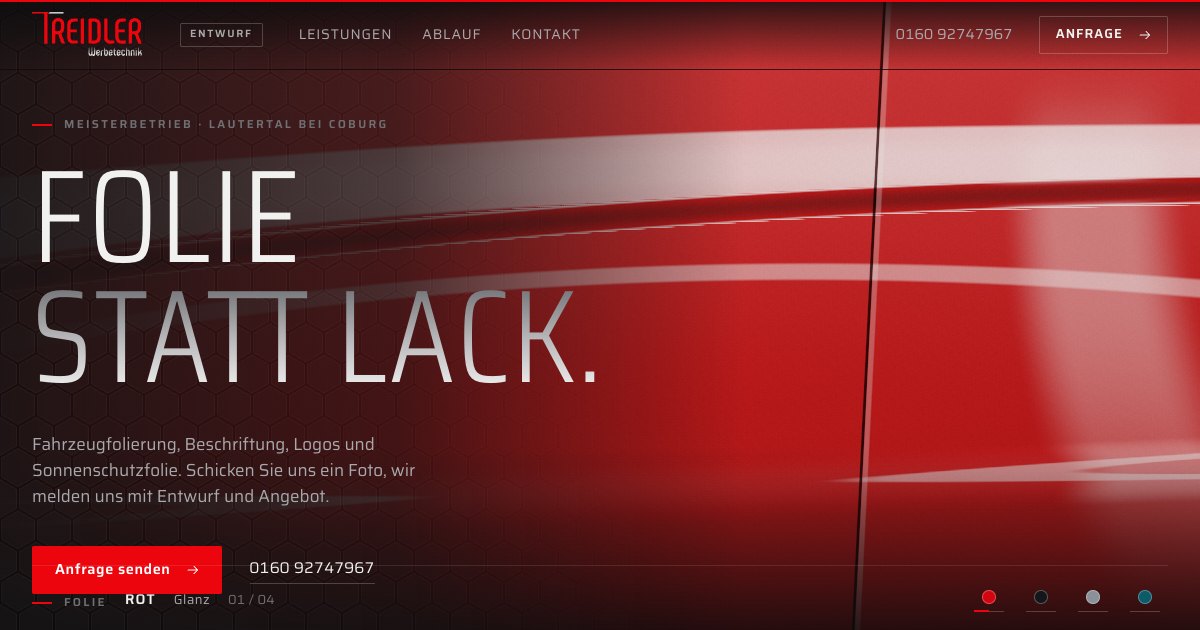 TREIDLER
Werbetechnik
ENTWURF
LEISTUNGEN
ABLAUF
KONTAKT
0160 92747967
ANFRAGE →
MEISTERBETRIEB · LAUTERTAL BEI COBURG
FOLIE
STATT LACK.
Fahrzeugfolierung, Beschriftung, Logos und
Sonnenschutzfolie. Schicken Sie uns ein Foto, wir
melden uns mit Entwurf und Angebot.
Anfrage senden →
0160 92747967
FOLIE ROT Glanz 01 / 04